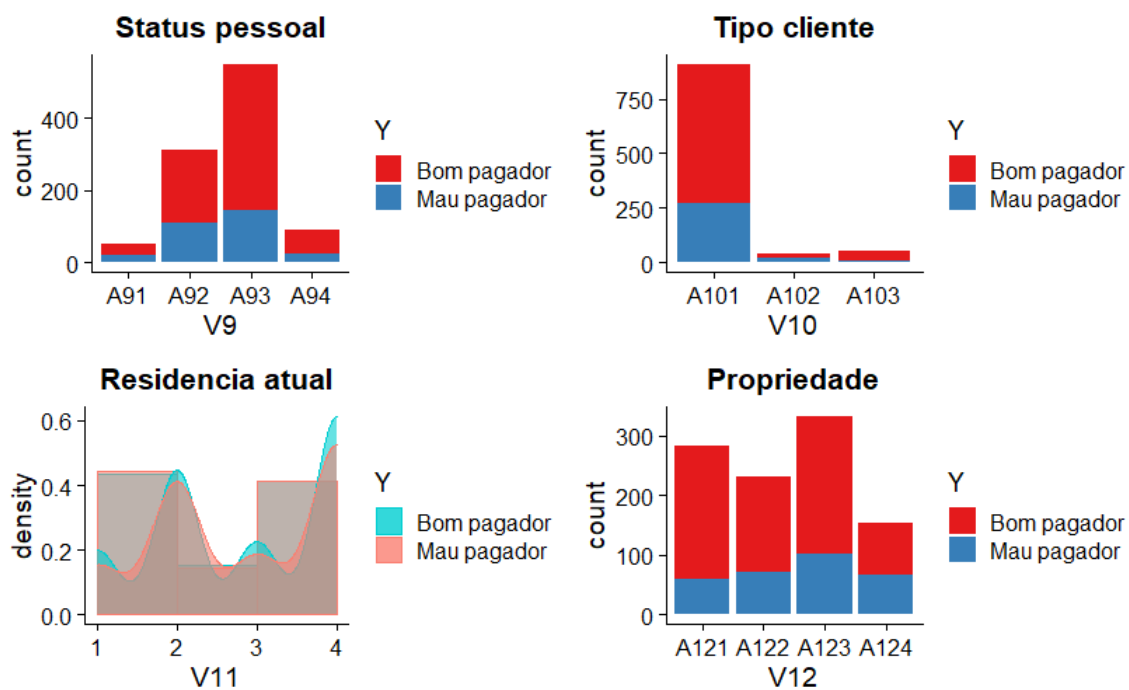 Status pessoal
count
400
200
0
A91 A92 A93 A94
V9
Y
Bom pagador
Mau pagador
Tipo cliente
count
750
500
250
0
A101 A102 A103
V10
Y
Bom pagador
Mau pagador
Residencia atual
density
0.6
0.4
0.2
0.0
1 2 3 4
V11
Y
Bom pagador
Mau pagador
Propriedade
count
300
200
100
0
A121 A122 A123 A124
V12
Y
Bom pagador
Mau pagador